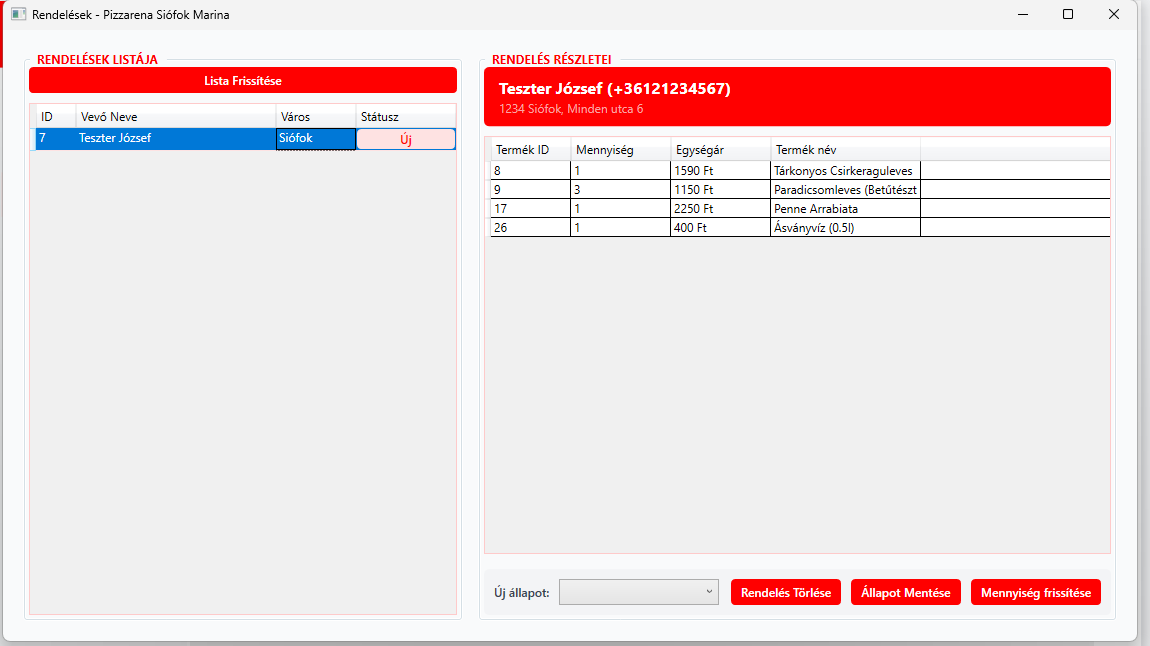 Rendelések - Pizzarena Siófok Marina
RENDELÉSEK LISTÁJA
Lista Frissítése
ID Vevő Neve Város Státusz
7 Teszter József Siófok Új
RENDELÉS RÉSZLETEI
Teszter József (+36121234567)
1234 Siófok, Minden utca 6
Termék ID Mennyiség Egységár Termék név
8 1 1590 Ft Tárkonyos Csirkeraguleves
9 3 1150 Ft Paradicsomleves (Betűtészt
17 1 2250 Ft Penne Arrabiata
26 1 400 Ft Ásványvíz (0.5l)
Új állapot: Rendelés Törlése Állapot Mentése Mennyiség frissítése